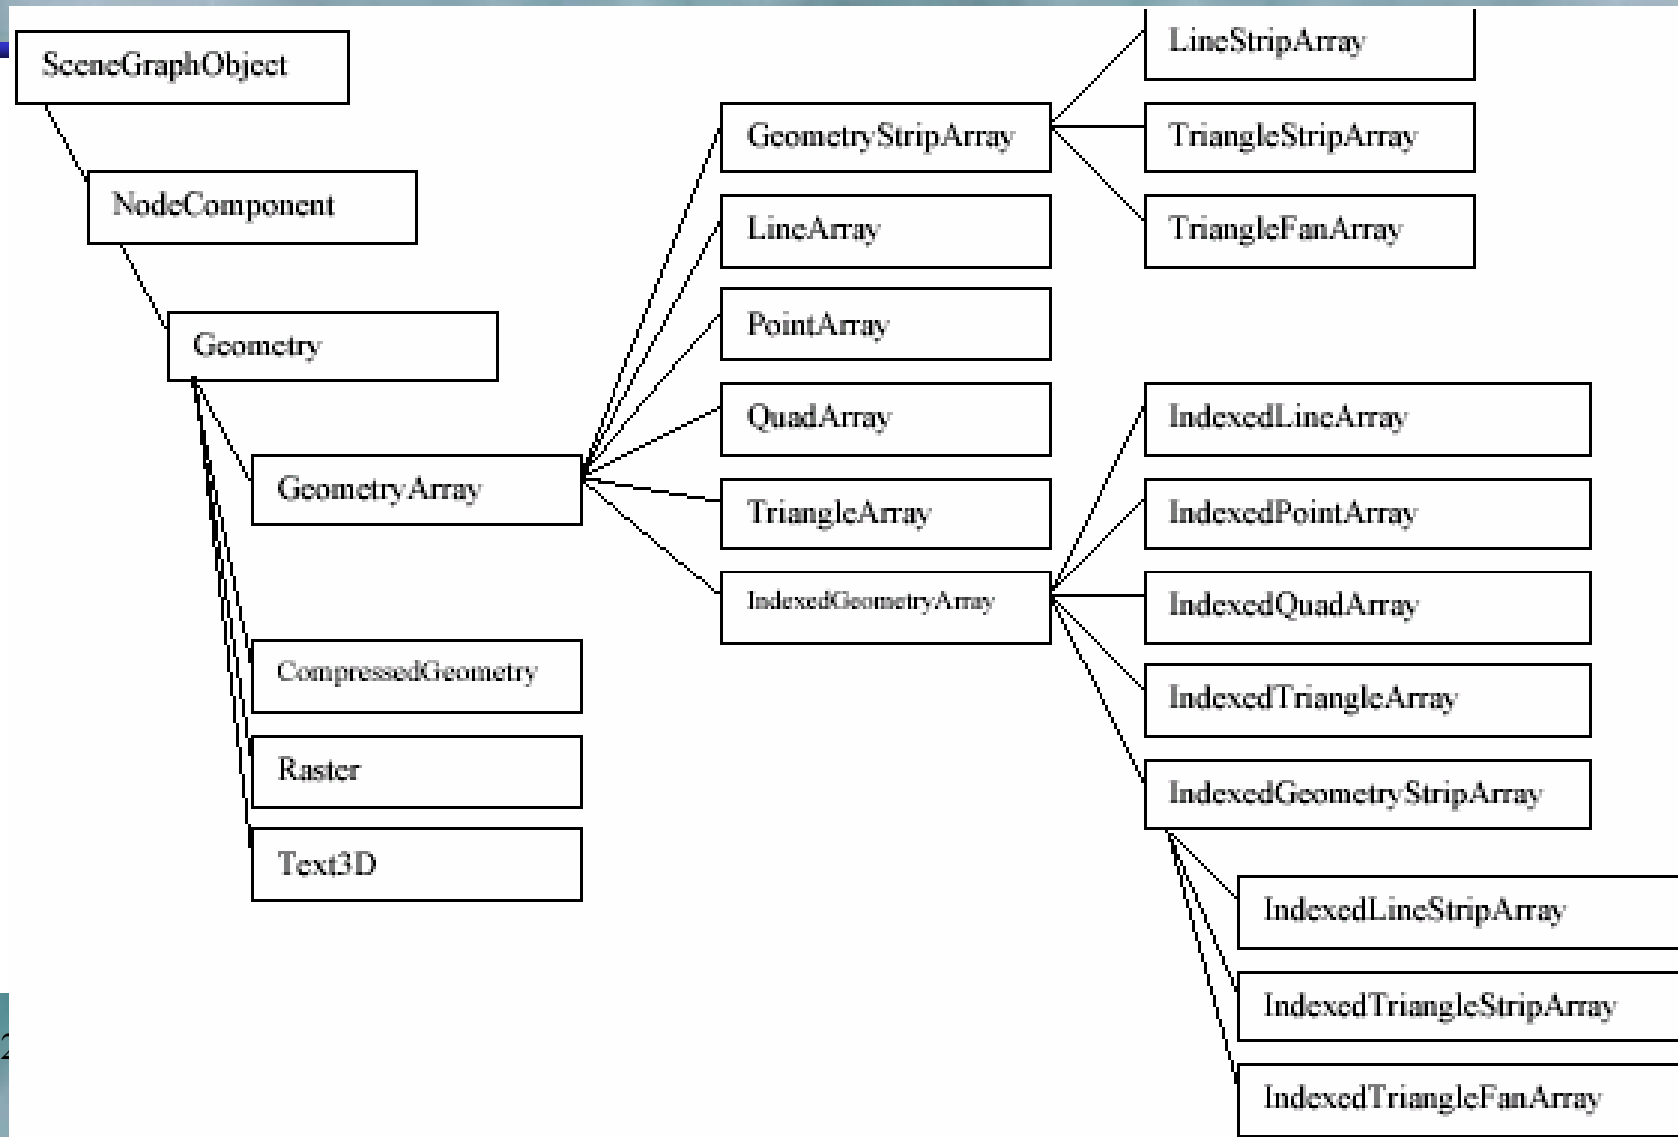 SceneGraphObject
NodeComponent
Geometry
GeometryArray
CompressedGeometry
Raster
Text3D
GeometryStripArray
LineArray
PointArray
QuadArray
TriangleArray
IndexedGeometryArray
LineStripArray
TriangleStripArray
TriangleFanArray
IndexedLineArray
IndexedPointArray
IndexedQuadArray
IndexedTriangleArray
IndexedGeometryStripArray
IndexedLineStripArray
IndexedTriangleStripArray
IndexedTriangleFanArray
2